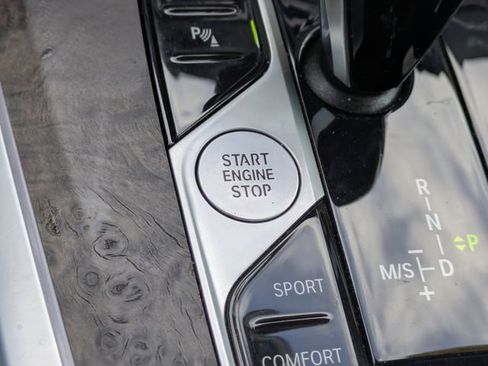 P
START
ENGINE
STOP
SPORT
COMFORT
R
N
P
M/S
D